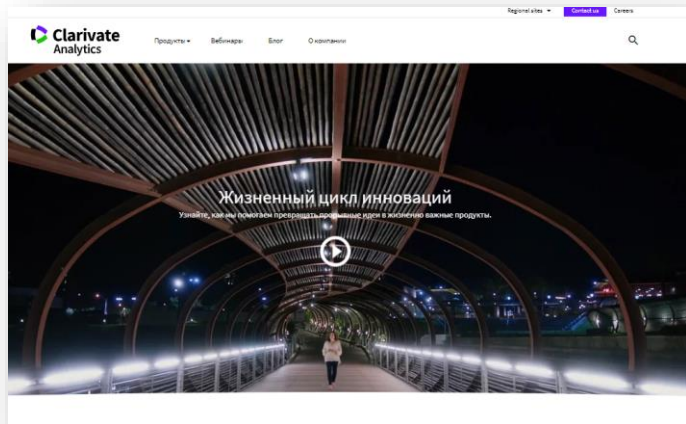 Regional sites
Contact us
Careers
Clarivate
Analytics
Продукты
Вебинары
Блог
О компании
Жизненный цикл инноваций
Узнайте, как мы помогаем превращать прорывные идеи в жизненно важные продукты.